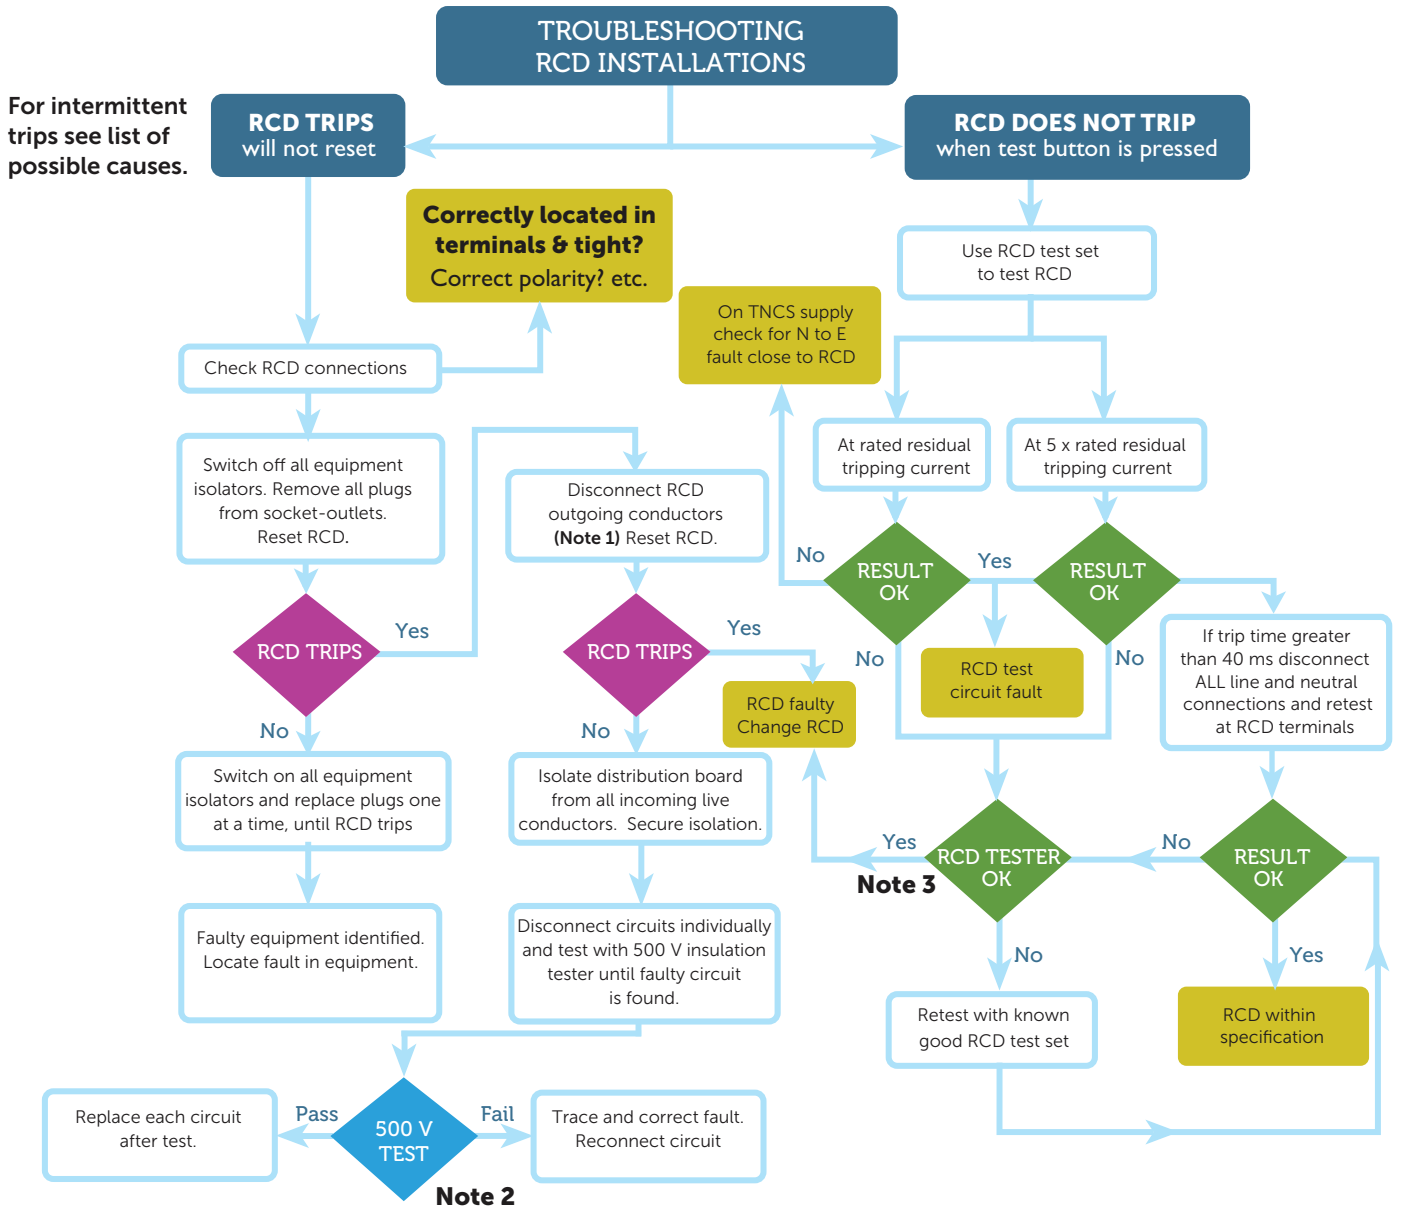 TROUBLESHOOTING
RCD INSTALLATIONS
For intermittent
trips see list of
possible causes.
RCD TRIPS
will not reset
RCD DOES NOT TRIP
when test button is pressed
Correctly located in
terminals & tight?
Correct polarity? etc.
Use RCD test set
to test RCD
On TNCS supply
check for N to E
fault close to RCD
Check RCD connections
At rated residual
tripping current
At 5 x rated residual
tripping current
Switch off all equipment
isolators. Remove all plugs
from socket-outlets.
Reset RCD.
Disconnect RCD
outgoing conductors
(Note 1) Reset RCD.
No
RESULT
OK
Yes
RESULT
OK
RCD TRIPS
Yes
RCD TRIPS
Yes
No
RCD test
circuit fault
No
If trip time greater
than 40 ms disconnect
ALL line and neutral
connections and retest
at RCD terminals
RCD faulty
Change RCD
No
No
Switch on all equipment
isolators and replace plugs one
at a time, until RCD trips
Isolate distribution board
from all incoming live
conductors. Secure isolation.
Yes
RCD TESTER
OK
Note 3
No
RESULT
OK
Faulty equipment identified.
Locate fault in equipment.
Disconnect circuits individually
and test with 500 V insulation
tester until faulty circuit
is found.
No
Yes
Retest with known
good RCD test set
RCD within
specification
Replace each circuit
after test.
Pass
500 V
TEST
Fail
Trace and correct fault.
Reconnect circuit
Note 2